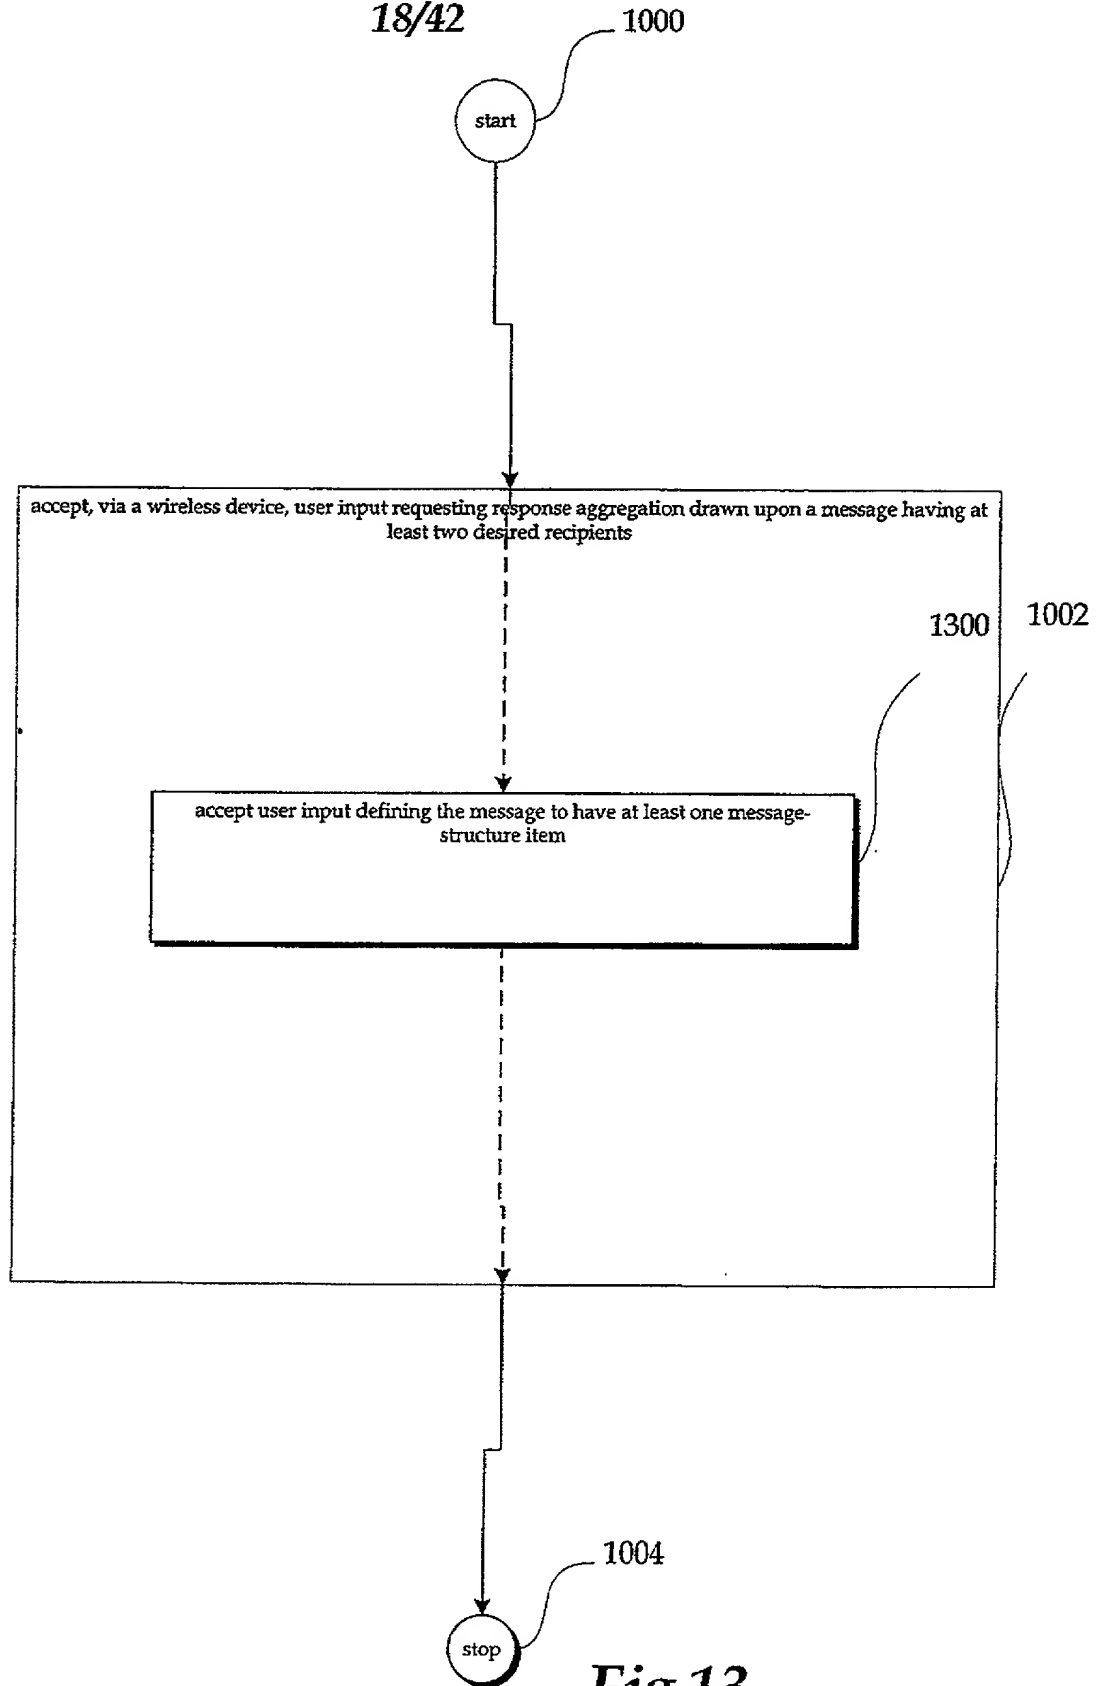 18/42
1000
start
accept, via a wireless device, user input requesting response aggregation drawn upon a message having at
least two desired recipients
1300
1002
accept user input defining the message to have at least one message-
structure item
1004
stop
Fig 13